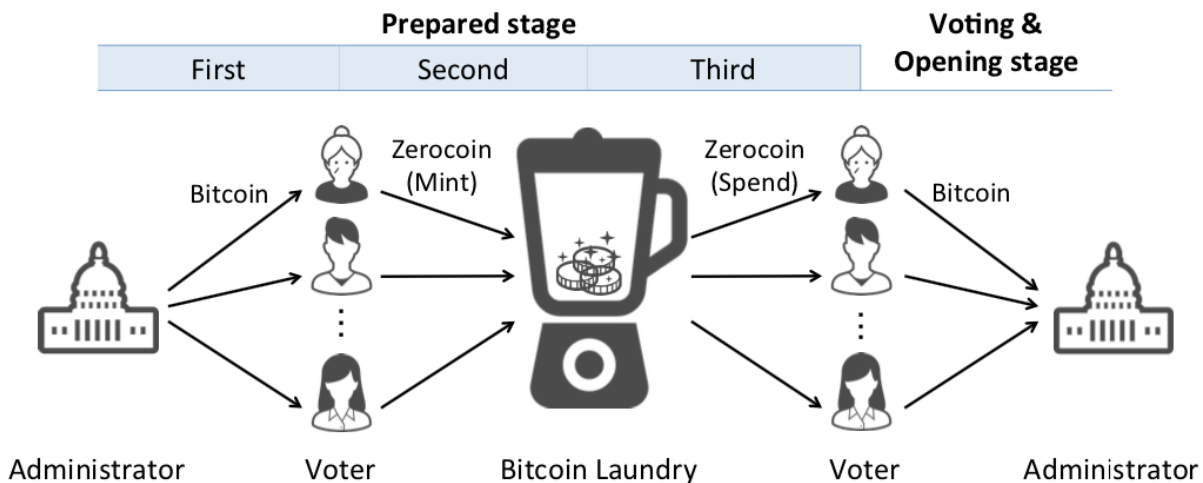 Prepared stage
Voting &
Opening stage
First
Second
Third
Bitcoin
Zerocoin
(Mint)
Zerocoin
(Spend)
Bitcoin
Administrator
Voter
Bitcoin Laundry
Voter
Administrator